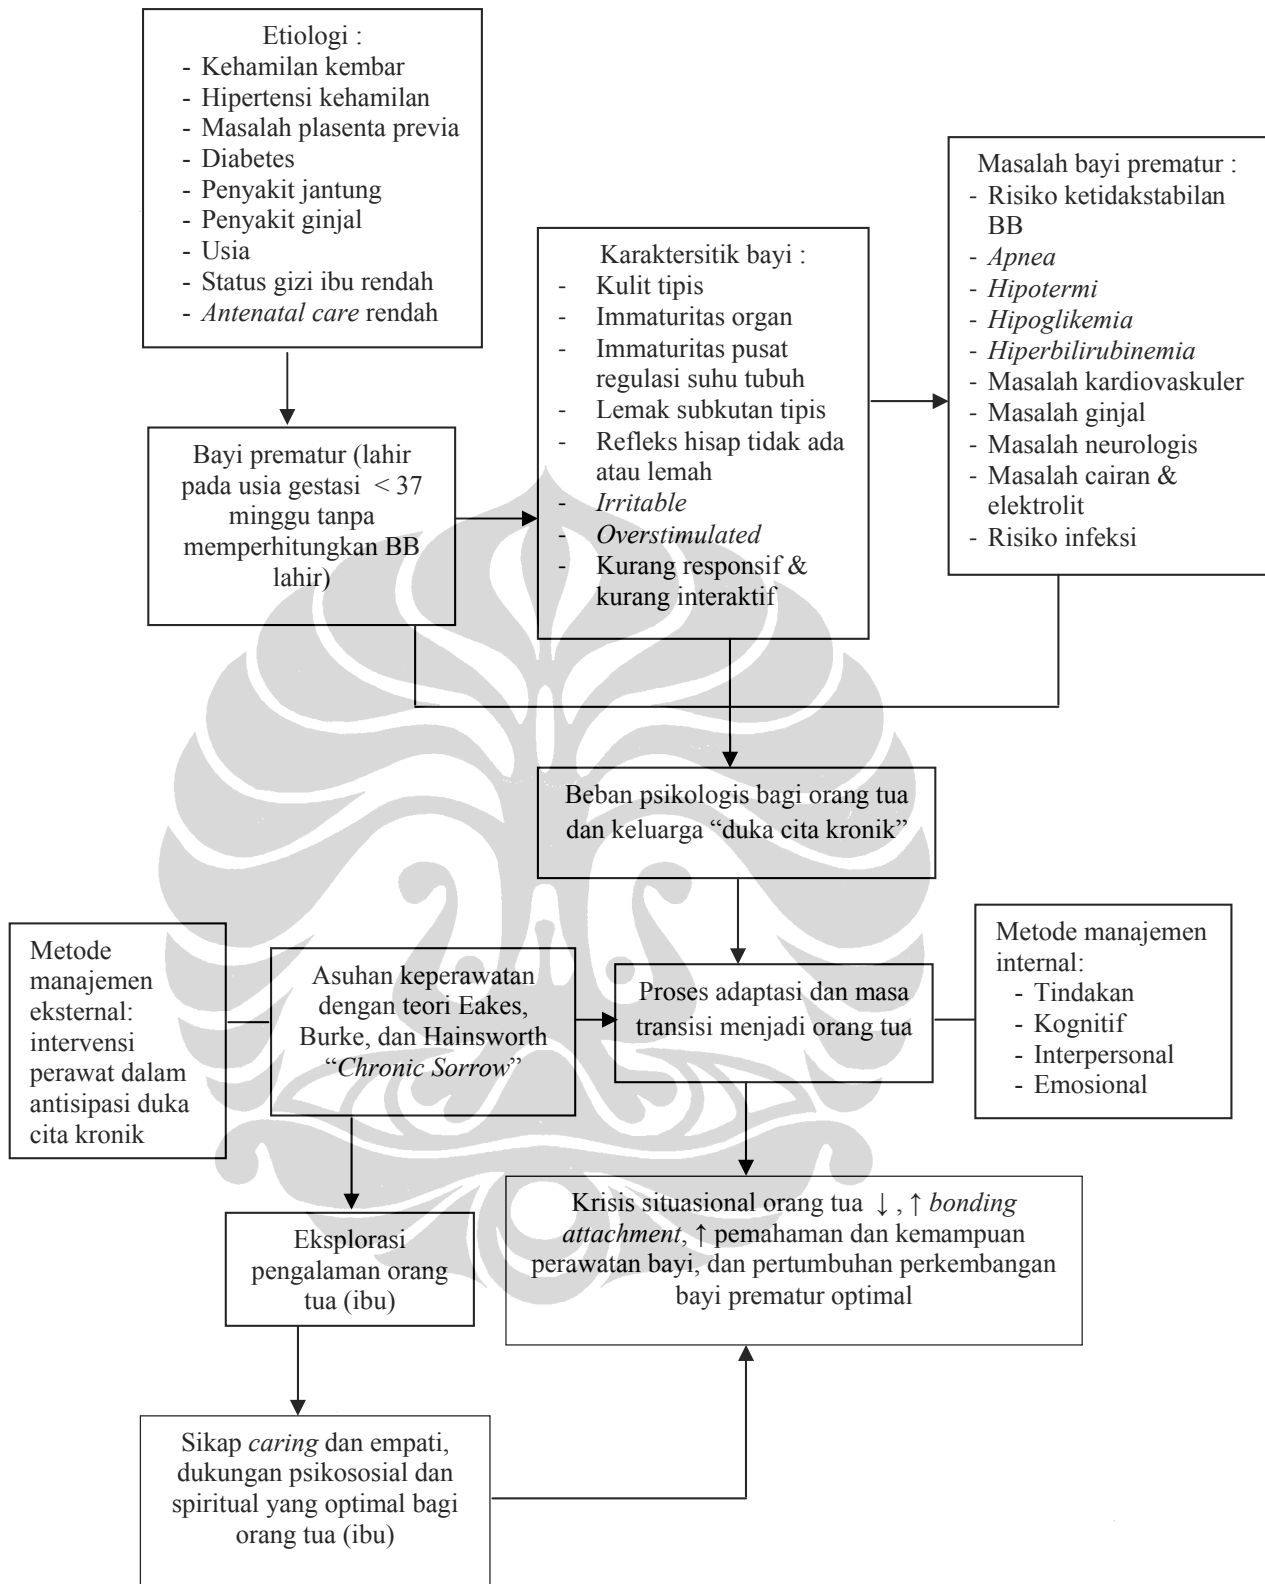 Etiologi :
- Kehamilan kembar
- Hipertensi kehamilan
- Masalah plasenta previa
- Diabetes
- Penyakit jantung
- Penyakit ginjal
- Usia
- Status gizi ibu rendah
- Antenatal care rendah
Bayi prematur (lahir
pada usia gestasi < 37
minggu tanpa
memperhitungkan BB
lahir)
Karaktersitik bayi :
- Kulit tipis
- Immaturitas organ
- Immaturitas pusat
regulasi suhu tubuh
- Lemak subkutan tipis
- Refleks hisap tidak ada
atau lemah
- Irritable
- Overstimulated
- Kurang responsif &
kurang interaktif
Masalah bayi prematur :
- Risiko ketidakstabilan
BB
- Apnea
- Hipotermi
- Hipoglikemia
- Hiperbilirubinemia
- Masalah kardiovaskuler
- Masalah ginjal
- Masalah neurologis
- Masalah cairan &
elektrolit
- Risiko infeksi
Beban psikologis bagi orang tua
dan keluarga “duka cita kronik”
Metode
manajemen
eksternal:
intervensi
perawat dalam
antisipasi duka
cita kronik
Asuhan keperawatan
dengan teori Eakes,
Burke, dan Hainsworth
“Chronic Sorrow”
Proses adaptasi dan masa
transisi menjadi orang tua
Metode manajemen
internal:
- Tindakan
- Kognitif
- Interpersonal
- Emosional
Eksplorasi
pengalaman orang
tua (ibu)
Krisis situasional orang tua ↓ , ↑ bonding
attachment, ↑ pemahaman dan kemampuan
perawatan bayi, dan pertumbuhan perkembangan
bayi prematur optimal
Sikap caring dan empati,
dukungan psikososial dan
spiritual yang optimal bagi
orang tua (ibu)